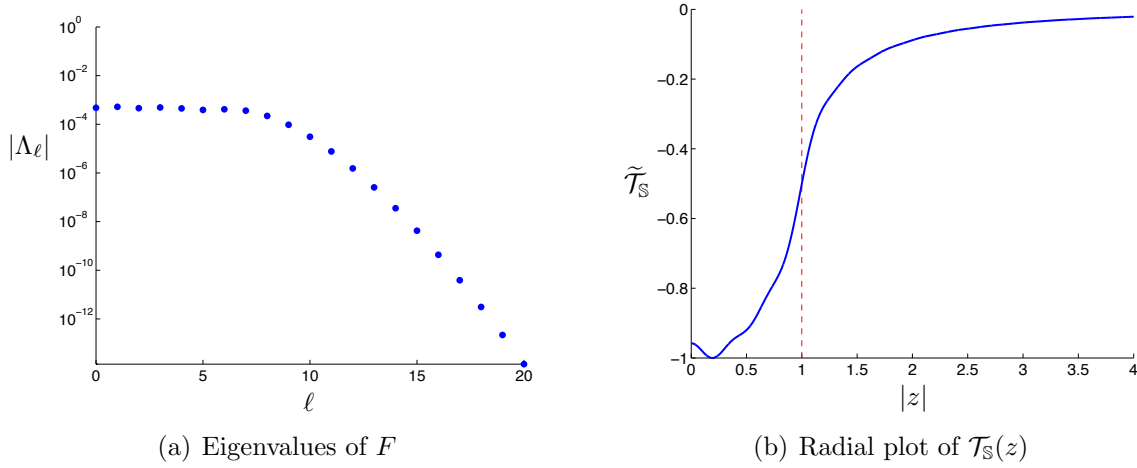 10^0
10^-2
10^-4
10^-6
10^-8
10^-10
10^-12
|Λ_ℓ|
0 5 10 15 20
ℓ
(a) Eigenvalues of F
0
−0.2
−0.4
−0.6
−0.8
−1
𝒯̃_𝕊
0 0.5 1 1.5 2 2.5 3 3.5 4
|z|
(b) Radial plot of 𝒯_𝕊(z)